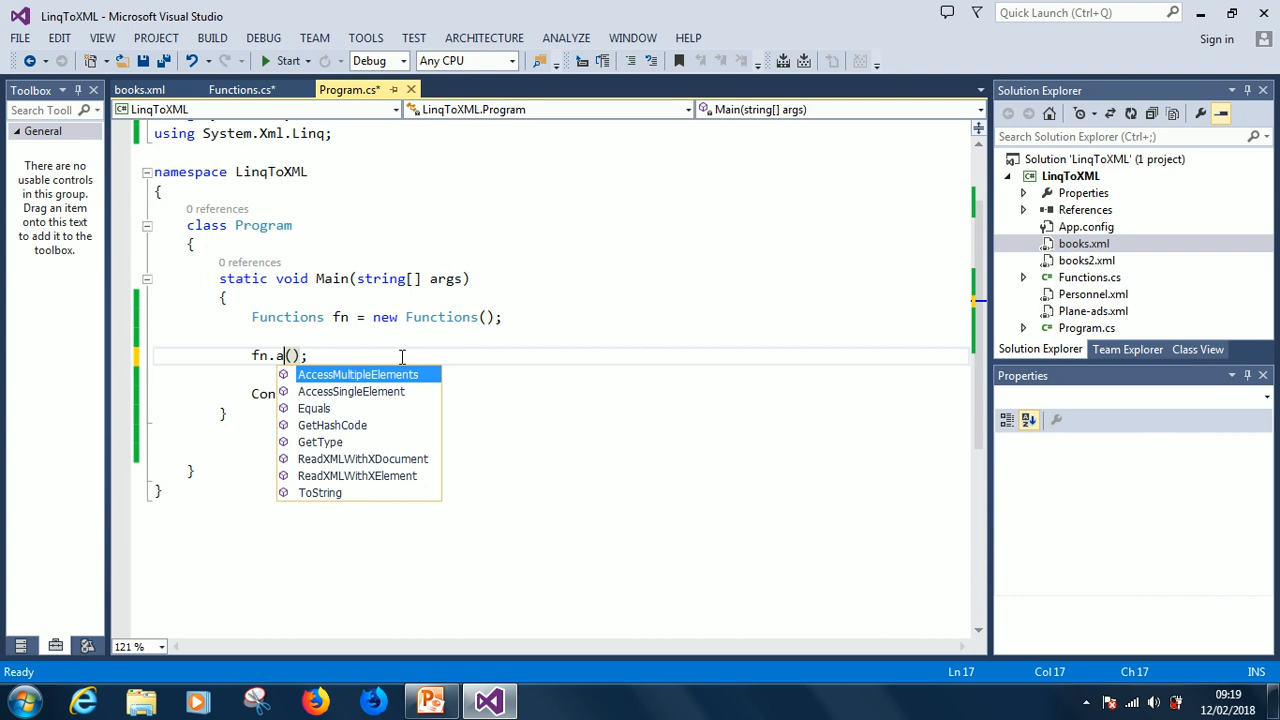 LinqToXML - Microsoft Visual Studio
Quick Launch (Ctrl+Q)
FILE EDIT VIEW PROJECT BUILD DEBUG TEAM TOOLS TEST ARCHITECTURE ANALYZE WINDOW HELP
Sign in
Start Debug Any CPU
Toolbox
Search Tool
General
There are no
usable controls
in this group.
Drag an item
onto this text
to add it to the
toolbox.
books.xml Functions.cs* Program.cs*
LinqToXML LinqToXML.Program Main(string[] args)
using System.Xml.Linq;
namespace LinqToXML
{
0 references
class Program
{
0 references
static void Main(string[] args)
{
Functions fn = new Functions();
fn.a();
AccessMultipleElements
AccessSingleElement
Equals
GetHashCode
GetType
ReadXMLWithXDocument
ReadXMLWithXElement
ToString
Con
}
}
}
121 %
Solution Explorer
Search Solution Explorer (Ctrl+;)
Solution 'LinqToXML' (1 project)
LinqToXML
Properties
References
App.config
books.xml
books2.xml
Functions.cs
Personnel.xml
Plane-ads.xml
Program.cs
Solution Explorer Team Explorer Class View
Properties
Ready Ln 17 Col 17 Ch 17 INS
09:19
12/02/2018